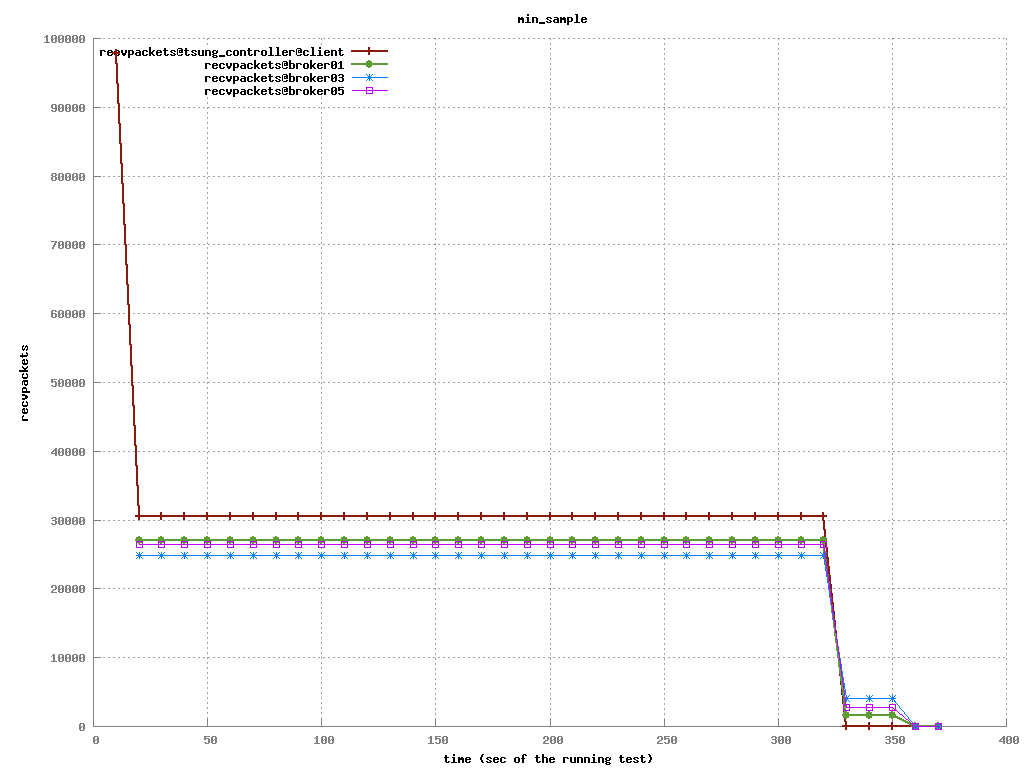 min_sample
100000
90000
80000
70000
60000
50000
40000
30000
20000
10000
0
recvpackets@tsung_controller@client
recvpackets@broker01
recvpackets@broker03
recvpackets@broker05
recvpackets
0 50 100 150 200 250 300 350 400
time (sec of the running test)